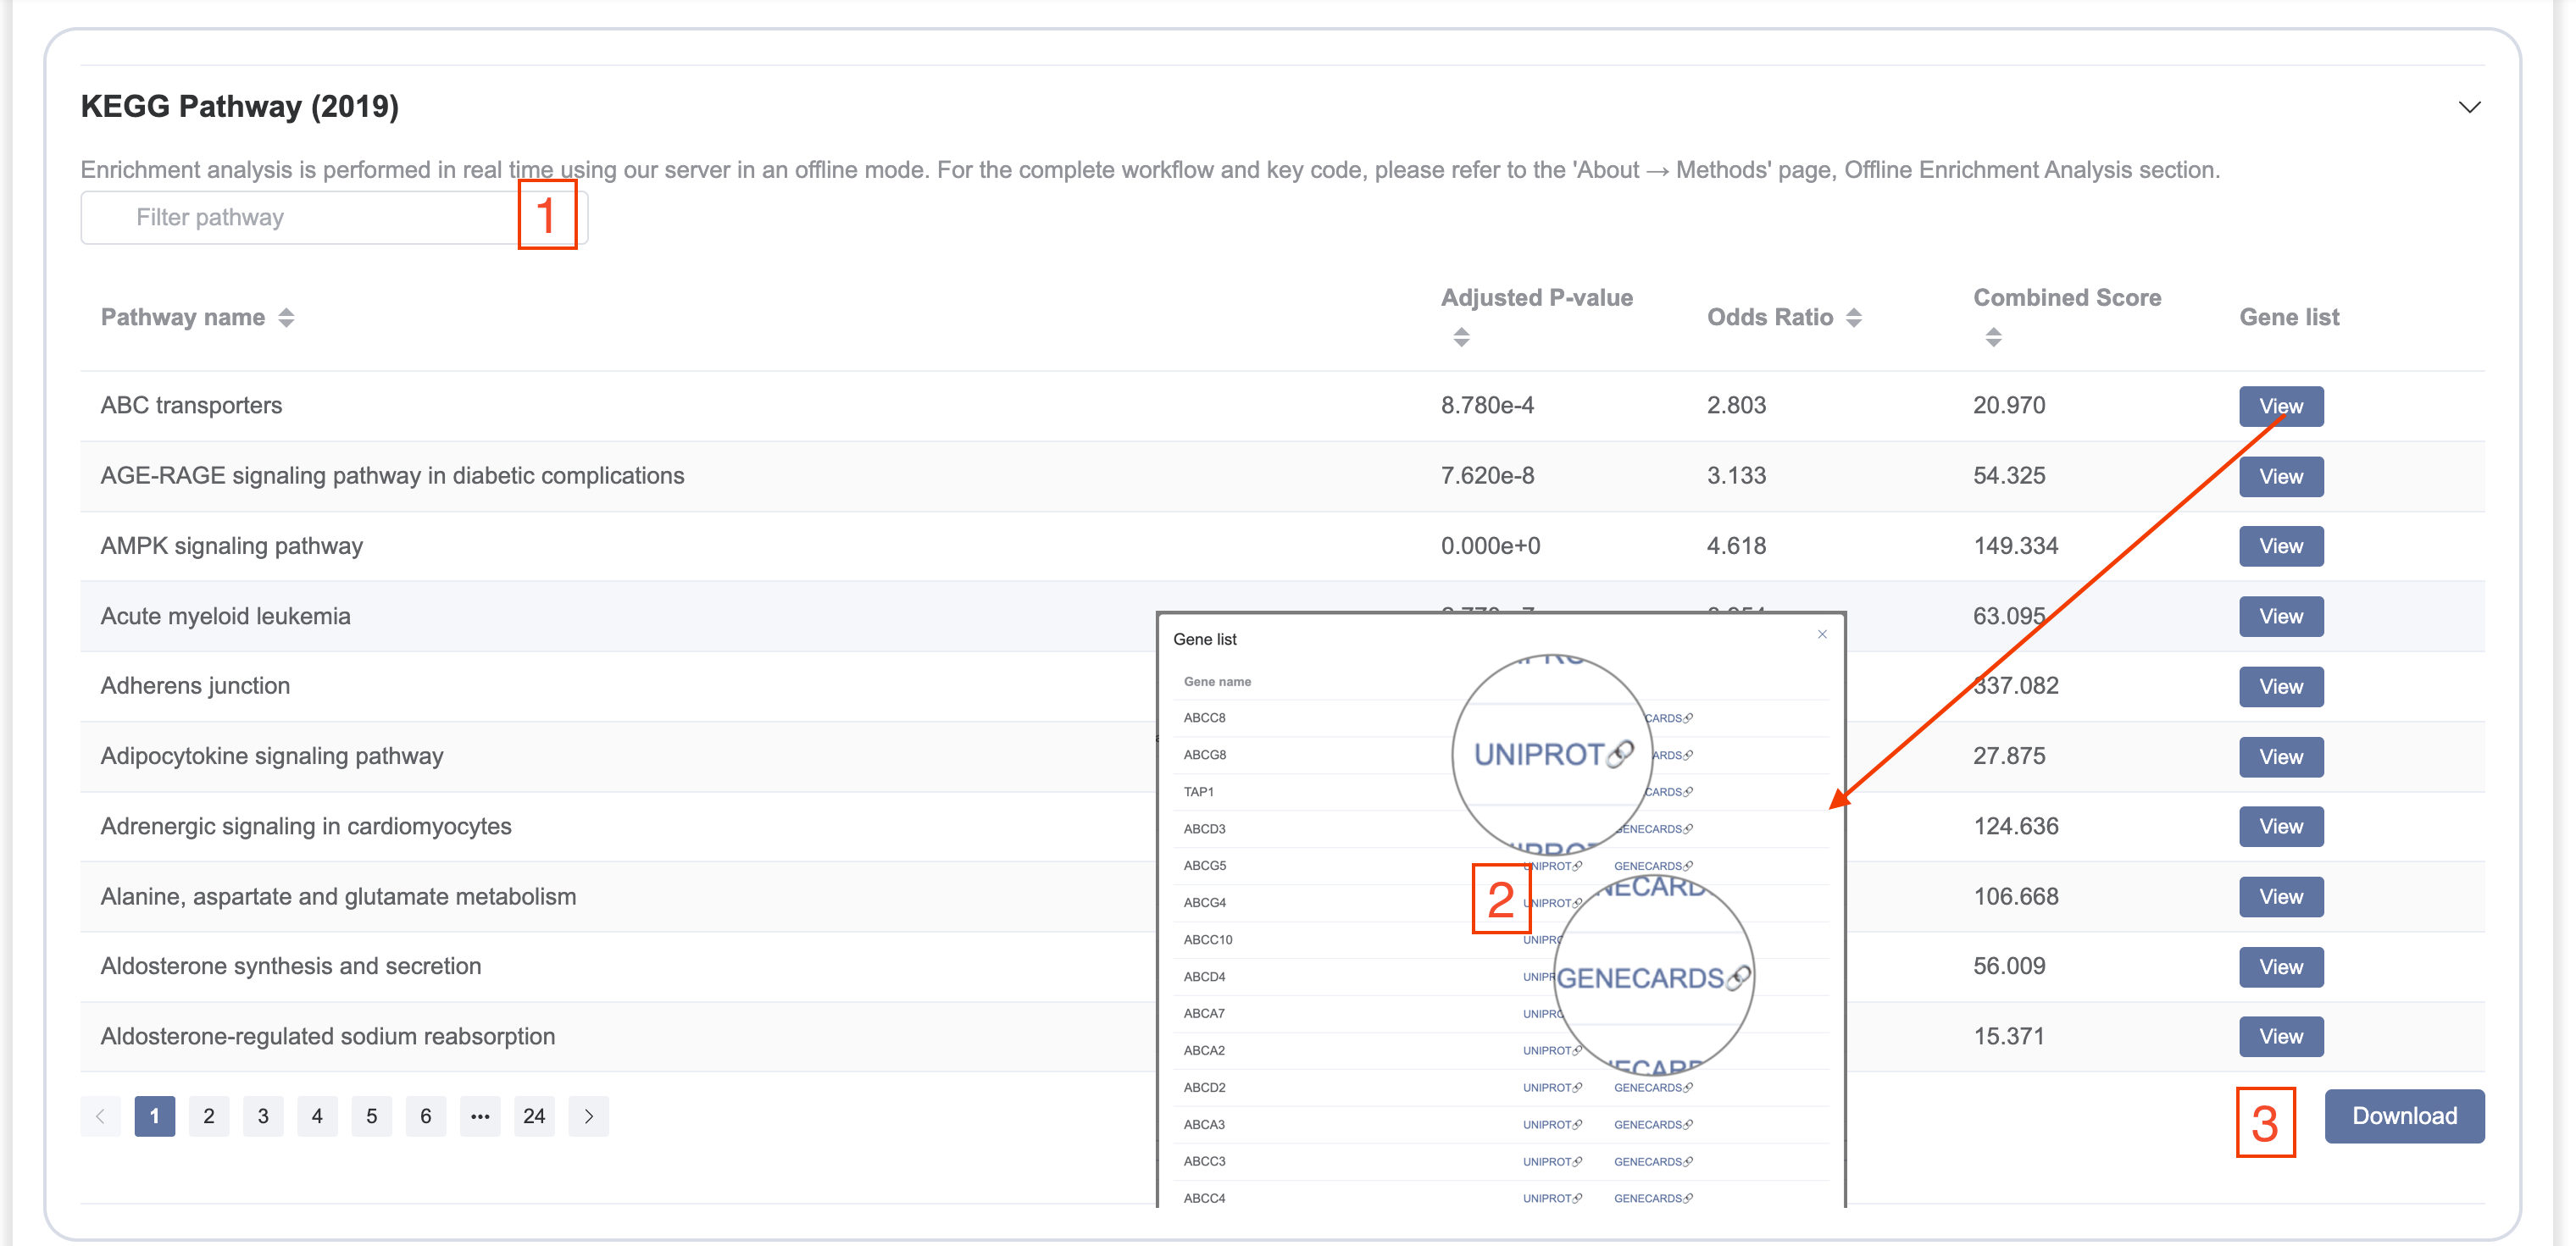 KEGG Pathway (2019)
Enrichment analysis is performed in real time using our server in an offline mode. For the complete workflow and key code, please refer to the 'About → Methods' page, Offline Enrichment Analysis section.
Filter pathway 1
Pathway name Adjusted P-value Odds Ratio Combined Score Gene list
ABC transporters 8.780e-4 2.803 20.970 View
AGE-RAGE signaling pathway in diabetic complications 7.620e-8 3.133 54.325 View
AMPK signaling pathway 0.000e+0 4.618 149.334 View
Acute myeloid leukemia 63.095 View
Adherens junction 337.082 View
Adipocytokine signaling pathway 27.875 View
Adrenergic signaling in cardiomyocytes 124.636 View
Alanine, aspartate and glutamate metabolism 106.668 View
Aldosterone synthesis and secretion 56.009 View
Aldosterone-regulated sodium reabsorption 15.371 View
Gene list
Gene name
ABCC8 CARDS
ABCG8 UNIPROT ARDS
TAP1 CARDS
ABCD3 GENECARDS
ABCG5 UNIPROT GENECARDS
2
ABCG4 UNIPROT
ABCC10
ABCD4 GENECARDS
ABCA7
ABCA2 UNIPROT
ABCD2 UNIPROT GENECARDS
ABCA3 UNIPROT GENECARDS
ABCC3 UNIPROT GENECARDS
ABCC4 UNIPROT GENECARDS
1 2 3 4 5 6 ••• 24
3 Download